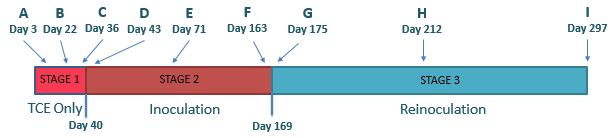 A B C D E F G H I
Day 3 Day 22 Day 36 Day 43 Day 71 Day 163 Day 175 Day 212 Day 297
STAGE 1 STAGE 2 STAGE 3
TCE Only Inoculation Reinoculation
Day 40 Day 169